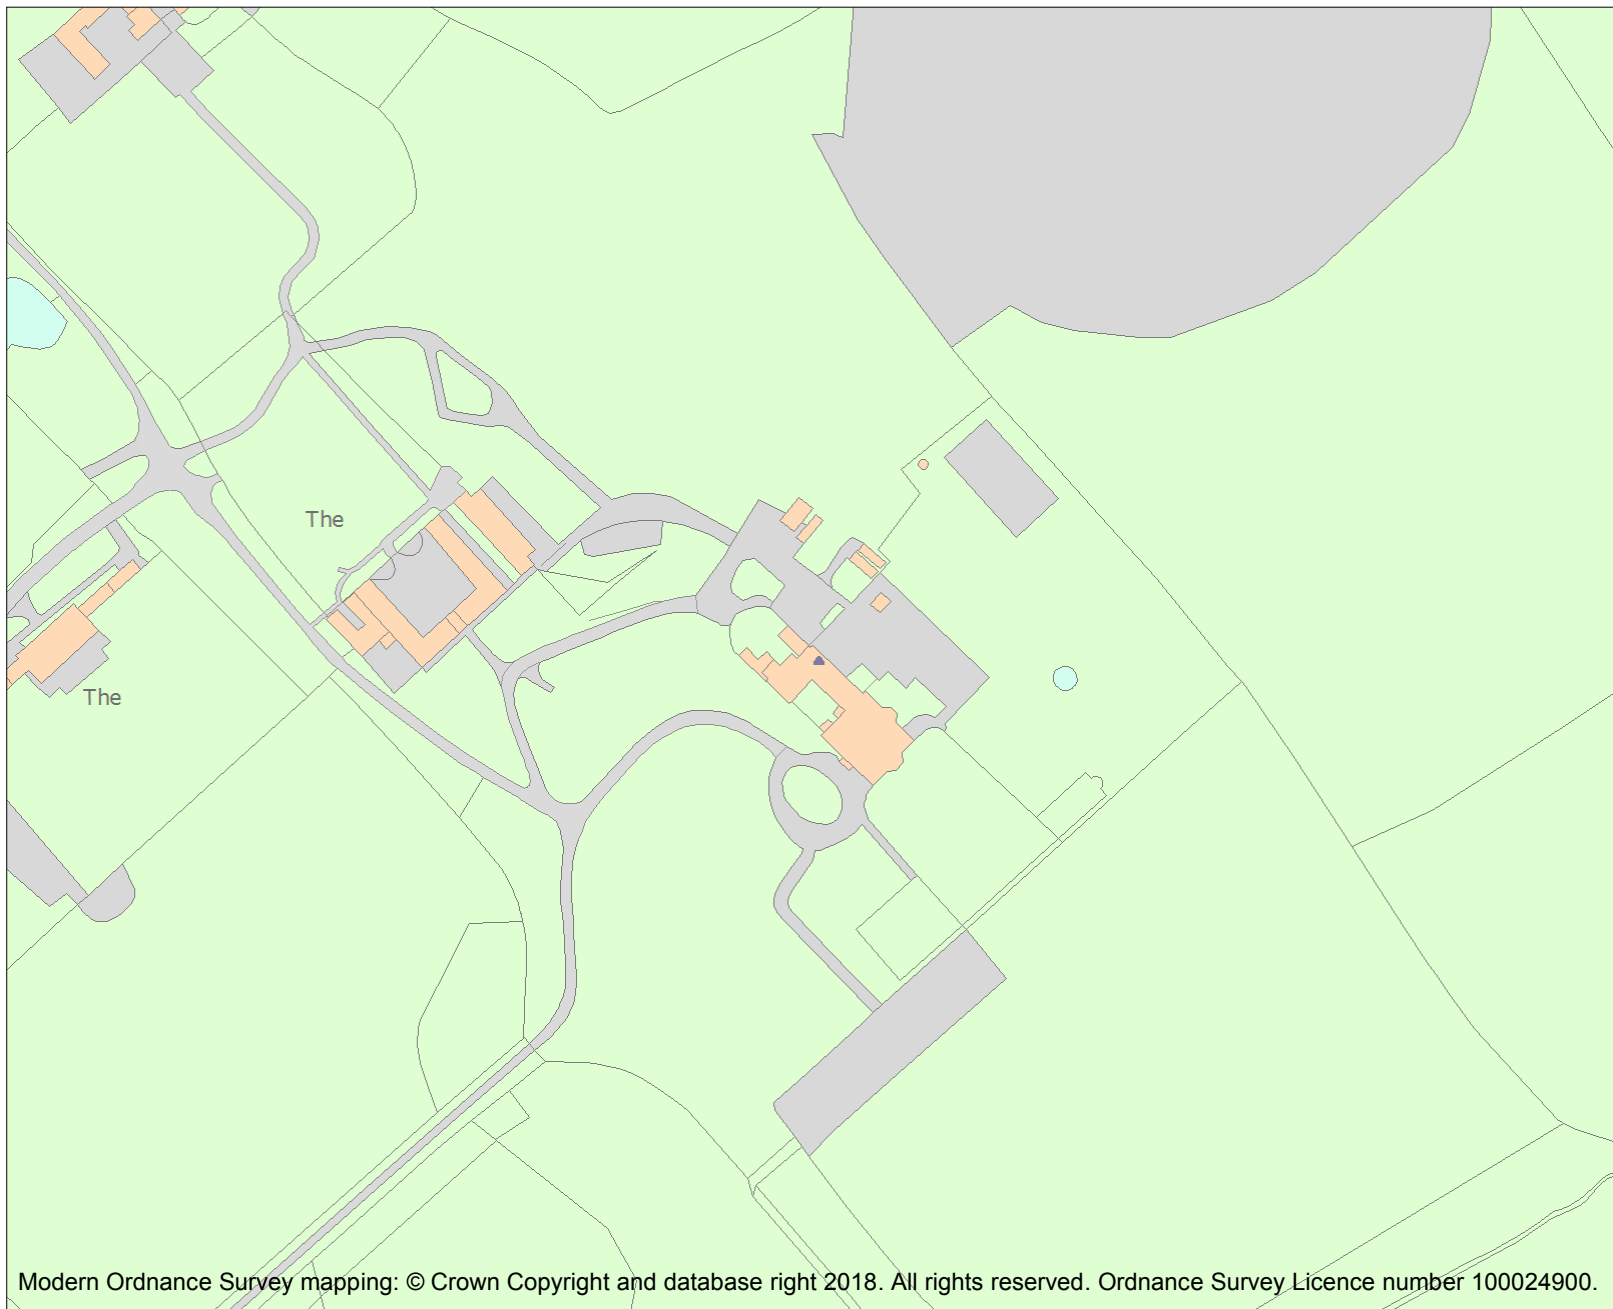 The
The
Modern Ordnance Survey mapping: © Crown Copyright and database right 2018. All rights reserved. Ordnance Survey Licence number 100024900.